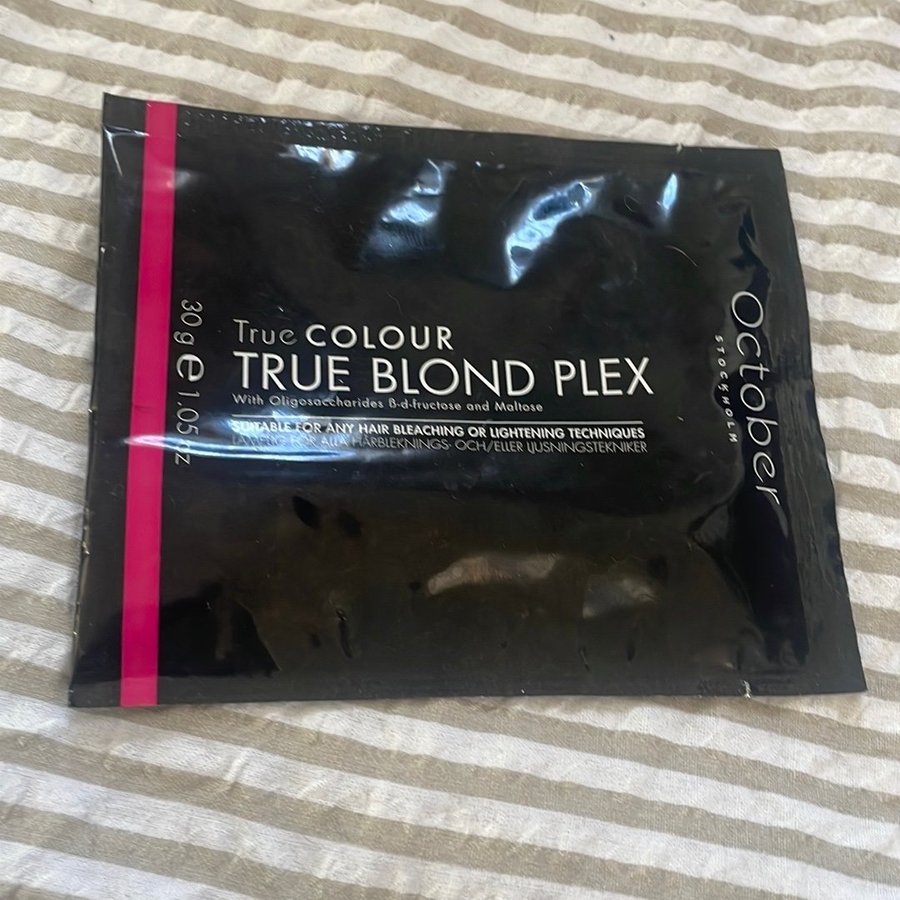 True COLOUR
TRUE BLOND PLEX
With Oligosaccharides β-d-fructose and Maltose
SUITABLE FOR ANY HAIR BLEACHING OR LIGHTENING TECHNIQUES
LÄMPLIG FÖR ALLA HÅRBLEKNINGS- OCH/ELLER LJUSNINGSTEKNIKER
30 g e 1.05 oz
October
STOCKHOLM